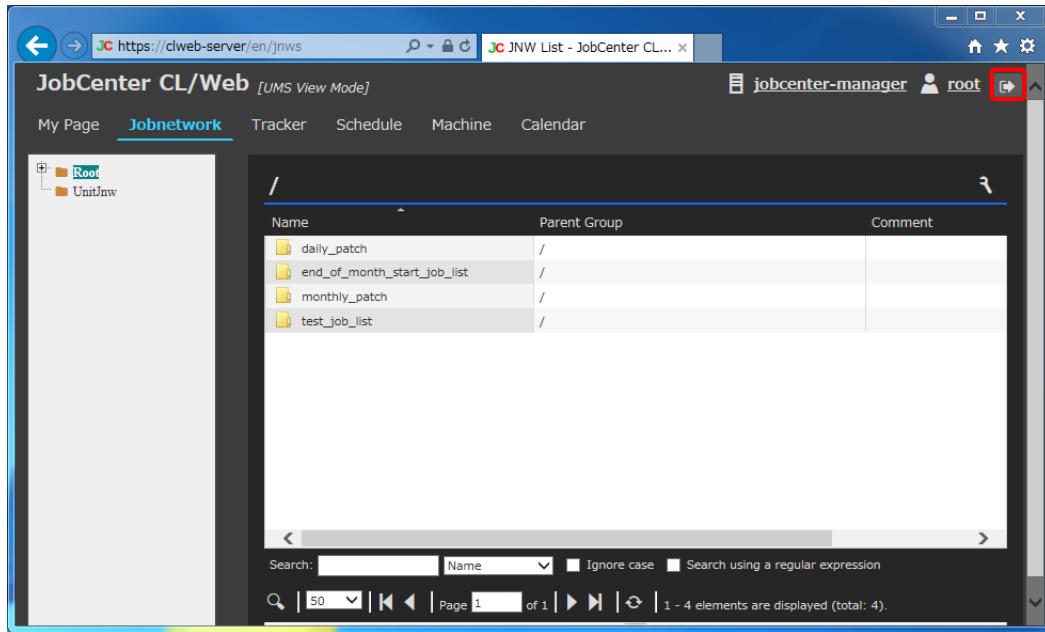 JC https://clweb-server/en/jnws JC JNW List - JobCenter CL... ×
JobCenter CL/Web [UMS View Mode] jobcenter-manager root
My Page Jobnetwork Tracker Schedule Machine Calendar
Root
UnitJnw
/
Name Parent Group Comment
daily_patch /
end_of_month_start_job_list /
monthly_patch /
test_job_list /
Search: Name Ignore case Search using a regular expression
50 Page 1 of 1 1 - 4 elements are displayed (total: 4).